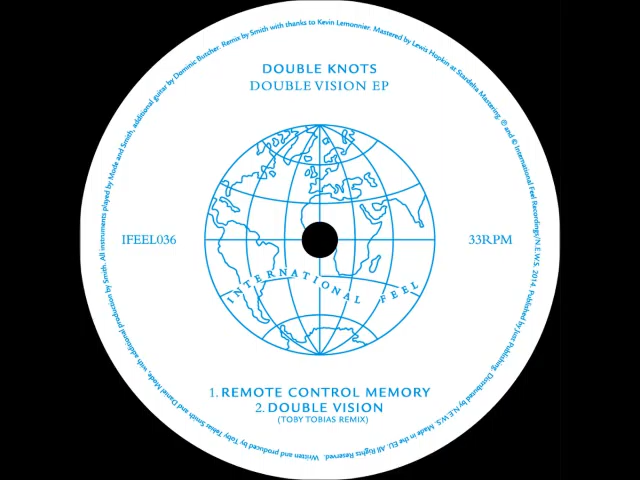 DOUBLE KNOTS
DOUBLE VISION EP
IFEEL036
33RPM
INTERNATIONAL FEEL
1. REMOTE CONTROL MEMORY
2. DOUBLE VISION
(TOBY TOBIAS REMIX)
Written and produced by Toby Tobias Smith and Daniel Mode, with additional production by Smith. All instruments played by Mode and Smith, additional guitar by Dominic Butcher. Remix by Smith with thanks to Kevin Lemonnier. Mastered by Lewis Hopkin at Stardelta Mastering. ℗ and © International Feel Recordings/N.E.W.S. 2014. Published by Just Publishing. Distributed by N.E.W.S. Made in the EU. All Rights Reserved.